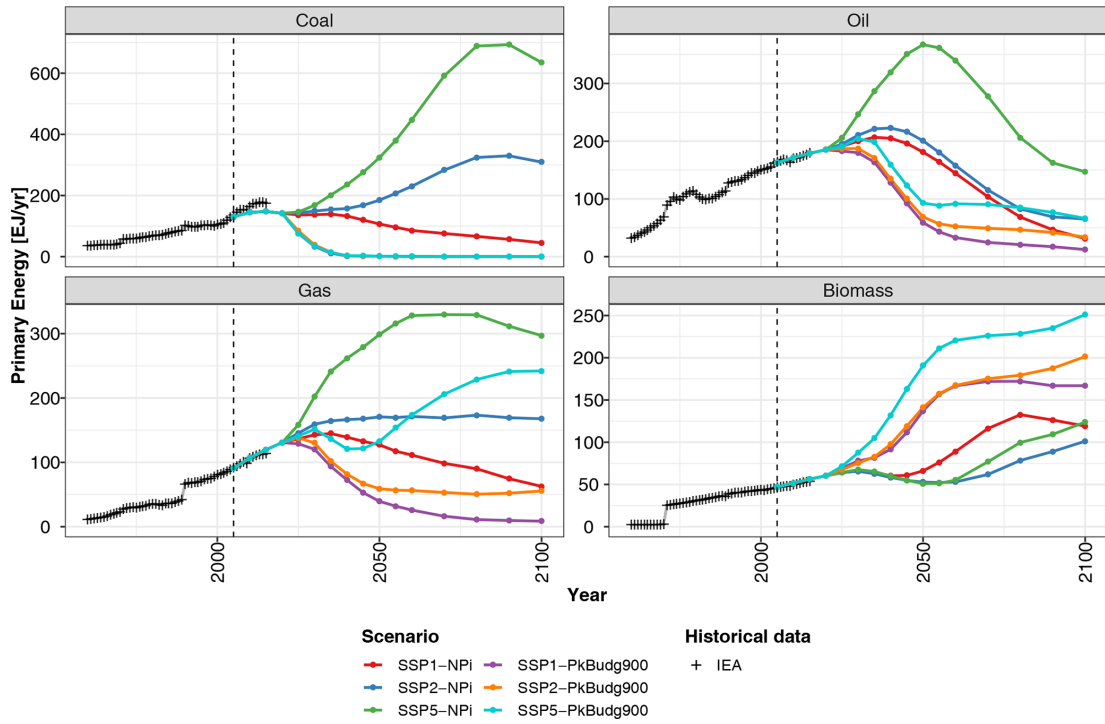 Coal
Oil
600
400
200
0
300
200
100
0
Gas
Biomass
300
200
100
0
250
200
150
100
50
0
2000
2050
2100
2000
2050
2100
Primary Energy [EJ/yr]
Year
Scenario
Historical data
SSP1−NPi
SSP1−PkBudg900
IEA
SSP2−NPi
SSP2−PkBudg900
SSP5−NPi
SSP5−PkBudg900